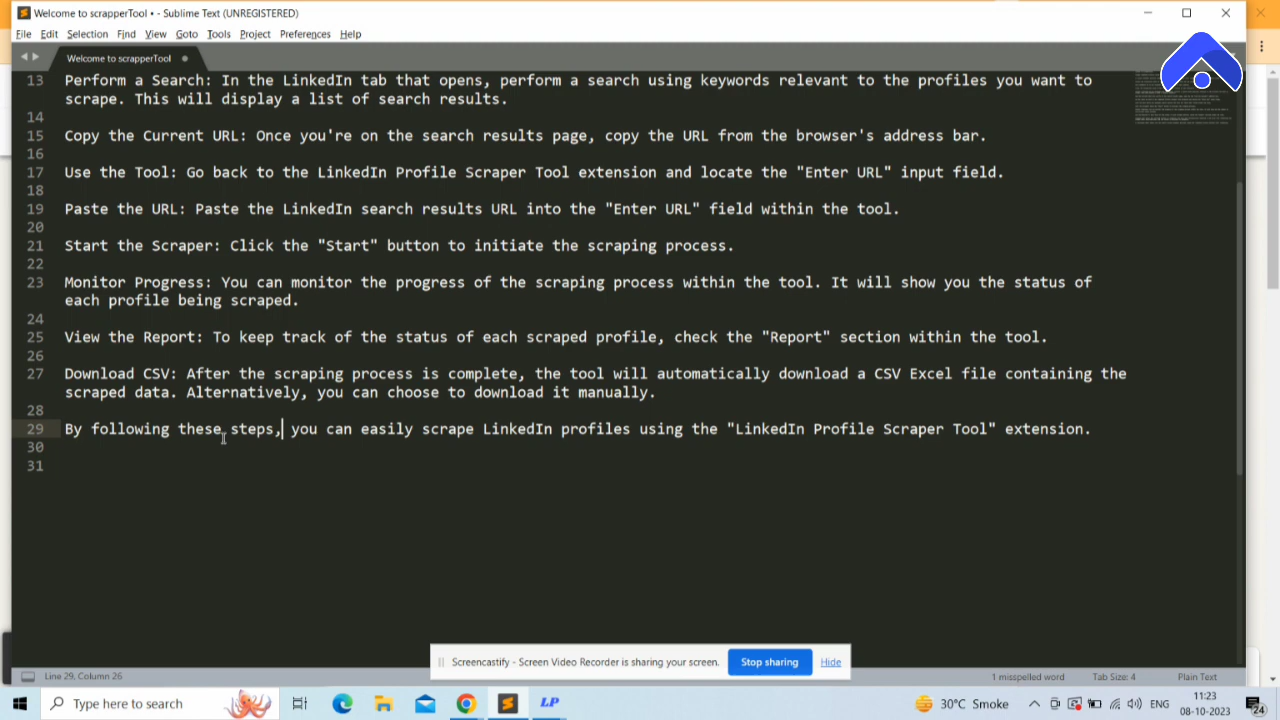 Welcome to scrapperTool • - Sublime Text (UNREGISTERED)
File Edit Selection Find View Goto Tools Project Preferences Help
Welcome to scrapperTool
13 Perform a Search: In the LinkedIn tab that opens, perform a search using keywords relevant to the profiles you want to
scrape. This will display a list of search results.
14
15 Copy the Current URL: Once you're on the search results page, copy the URL from the browser's address bar.
16
17 Use the Tool: Go back to the LinkedIn Profile Scraper Tool extension and locate the "Enter URL" input field.
18
19 Paste the URL: Paste the LinkedIn search results URL into the "Enter URL" field within the tool.
20
21 Start the Scraper: Click the "Start" button to initiate the scraping process.
22
23 Monitor Progress: You can monitor the progress of the scraping process within the tool. It will show you the status of
each profile being scraped.
24
25 View the Report: To keep track of the status of each scraped profile, check the "Report" section within the tool.
26
27 Download CSV: After the scraping process is complete, the tool will automatically download a CSV Excel file containing the
scraped data. Alternatively, you can choose to download it manually.
28
29 By following these steps, you can easily scrape LinkedIn profiles using the "LinkedIn Profile Scraper Tool" extension.
30
31
Screencastify - Screen Video Recorder is sharing your screen. Stop sharing Hide
Line 29, Column 26 1 misspelled word Tab Size: 4 Plain Text
Type here to search LP 30°C Smoke ENG 11:23
08-10-2023 24